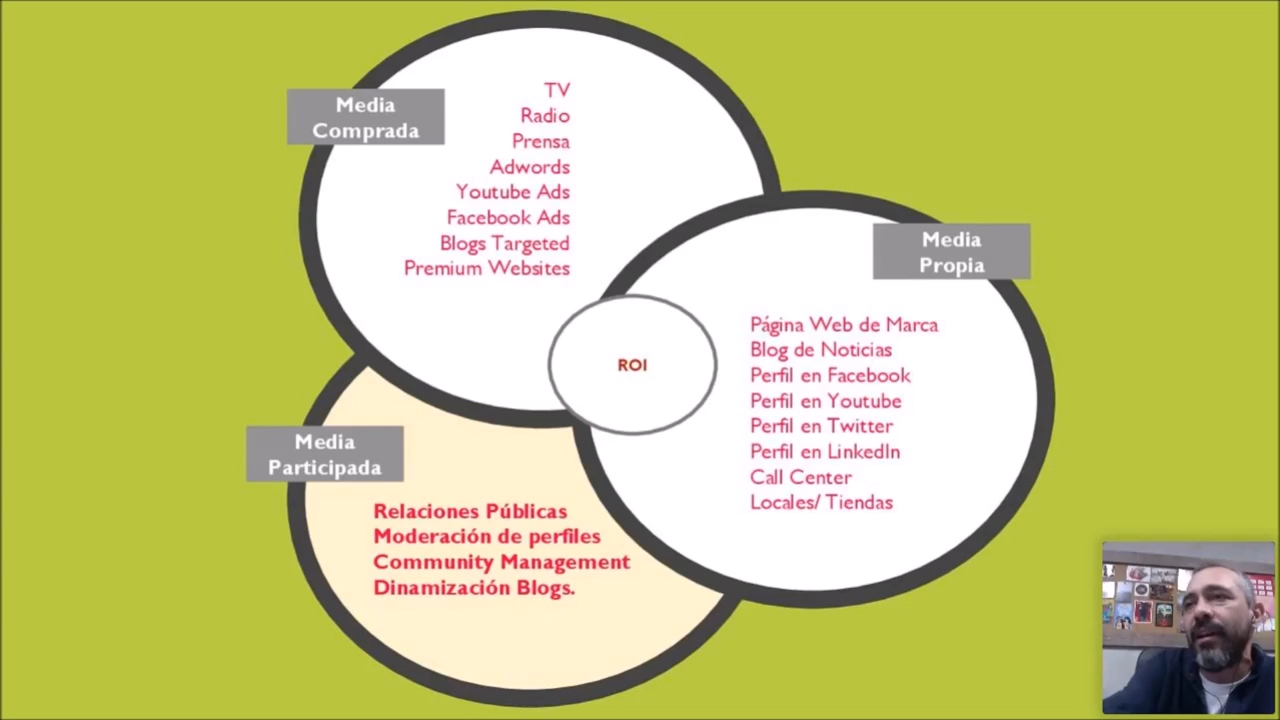 Media
Comprada
TV
Radio
Prensa
Adwords
Youtube Ads
Facebook Ads
Blogs Targeted
Premium Websites
Media
Propia
Página Web de Marca
Blog de Noticias
Perfil en Facebook
Perfil en Youtube
Perfil en Twitter
Perfil en LinkedIn
Call Center
Locales/ Tiendas
ROI
Media
Participada
Relaciones Públicas
Moderación de perfiles
Community Management
Dinamización Blogs.